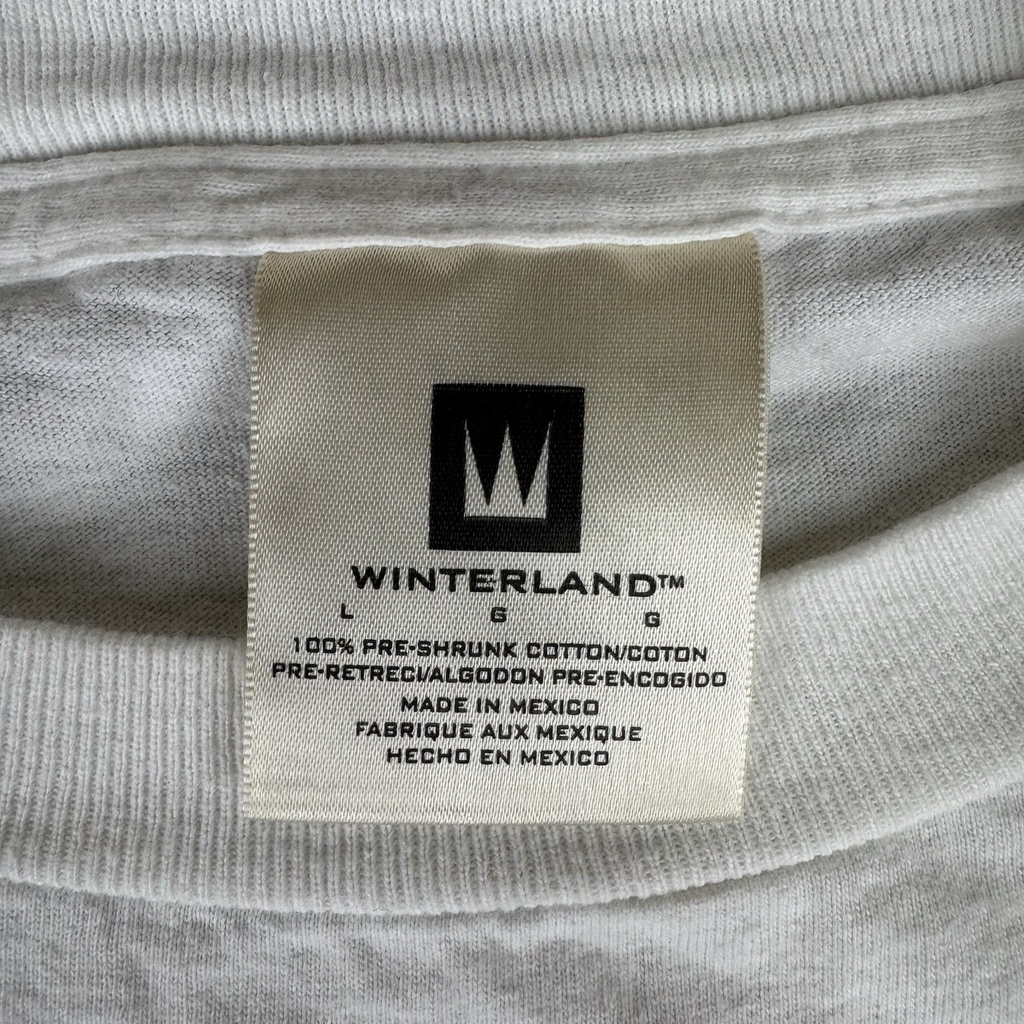 W
WINTERLAND™
L G G
100% PRE-SHRUNK COTTON/COTON
PRE-RETRECI/ALGODON PRE-ENCOGIDO
MADE IN MEXICO
FABRIQUE AUX MEXIQUE
HECHO EN MEXICO